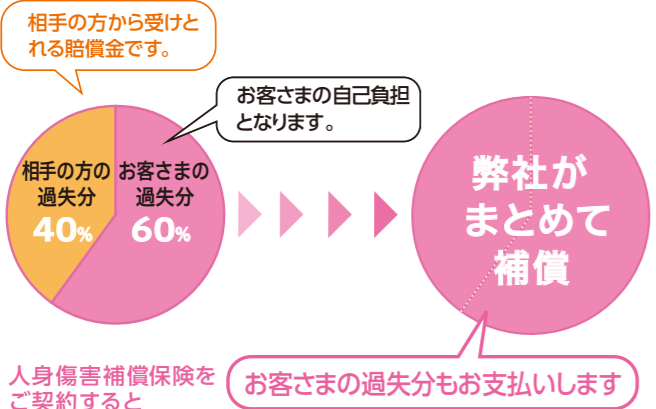 相手の方から受けと
れる賠償金です。
お客さまの自己負担
となります。
相手の方の
過失分
40%
お客さまの
過失分
60%
弊社が
まとめて
補償
人身傷害補償保険を
ご契約すると
お客さまの過失分もお支払いします